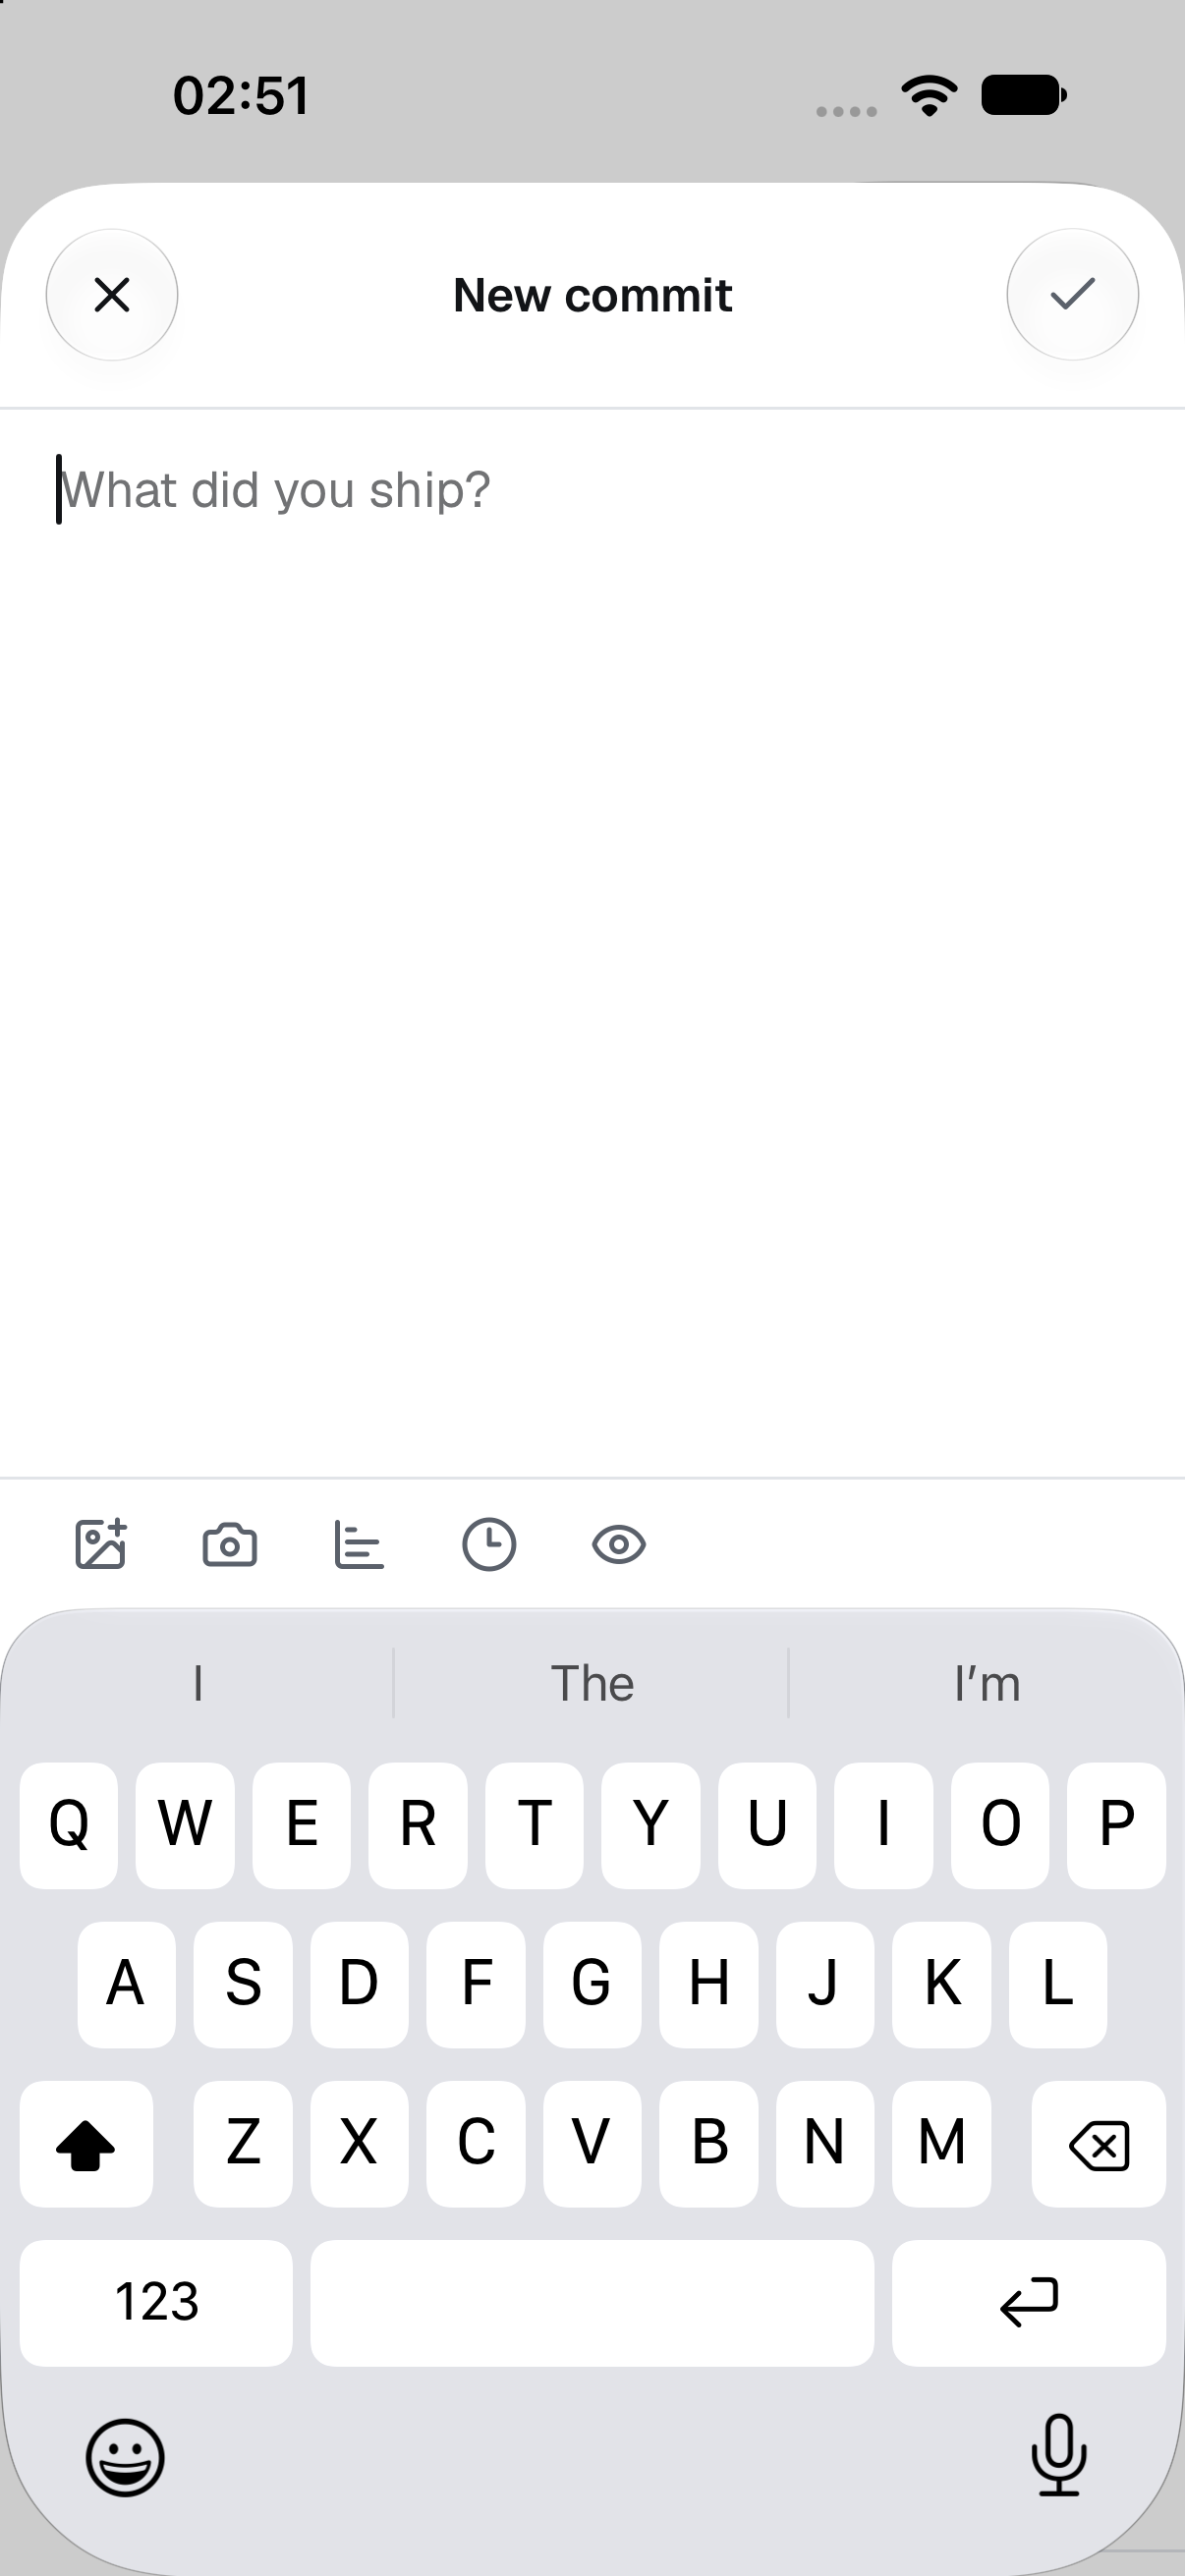 02:51
New commit
What did you ship?
I The I’m
Q W E R T Y U I O P
A S D F G H J K L
Z X C V B N M
123